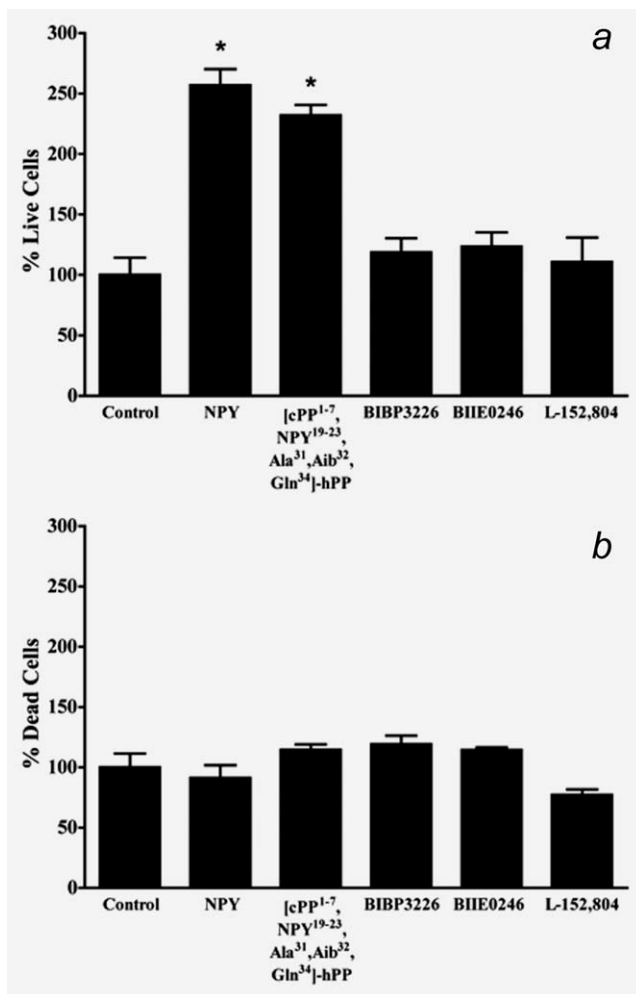 a
300
250
200
150
100
50
0
% Live Cells
* *
Control NPY [cPP¹⁻⁷, BIBP3226 BIIE0246 L-152,804
NPY¹⁹⁻²³,
Ala³¹,Aib³²,
Gln³⁴]-hPP
b
300
250
200
150
100
50
0
% Dead Cells
Control NPY [cPP¹⁻⁷, BIBP3226 BIIE0246 L-152,804
NPY¹⁹⁻²³,
Ala³¹,Aib³²,
Gln³⁴]-hPP